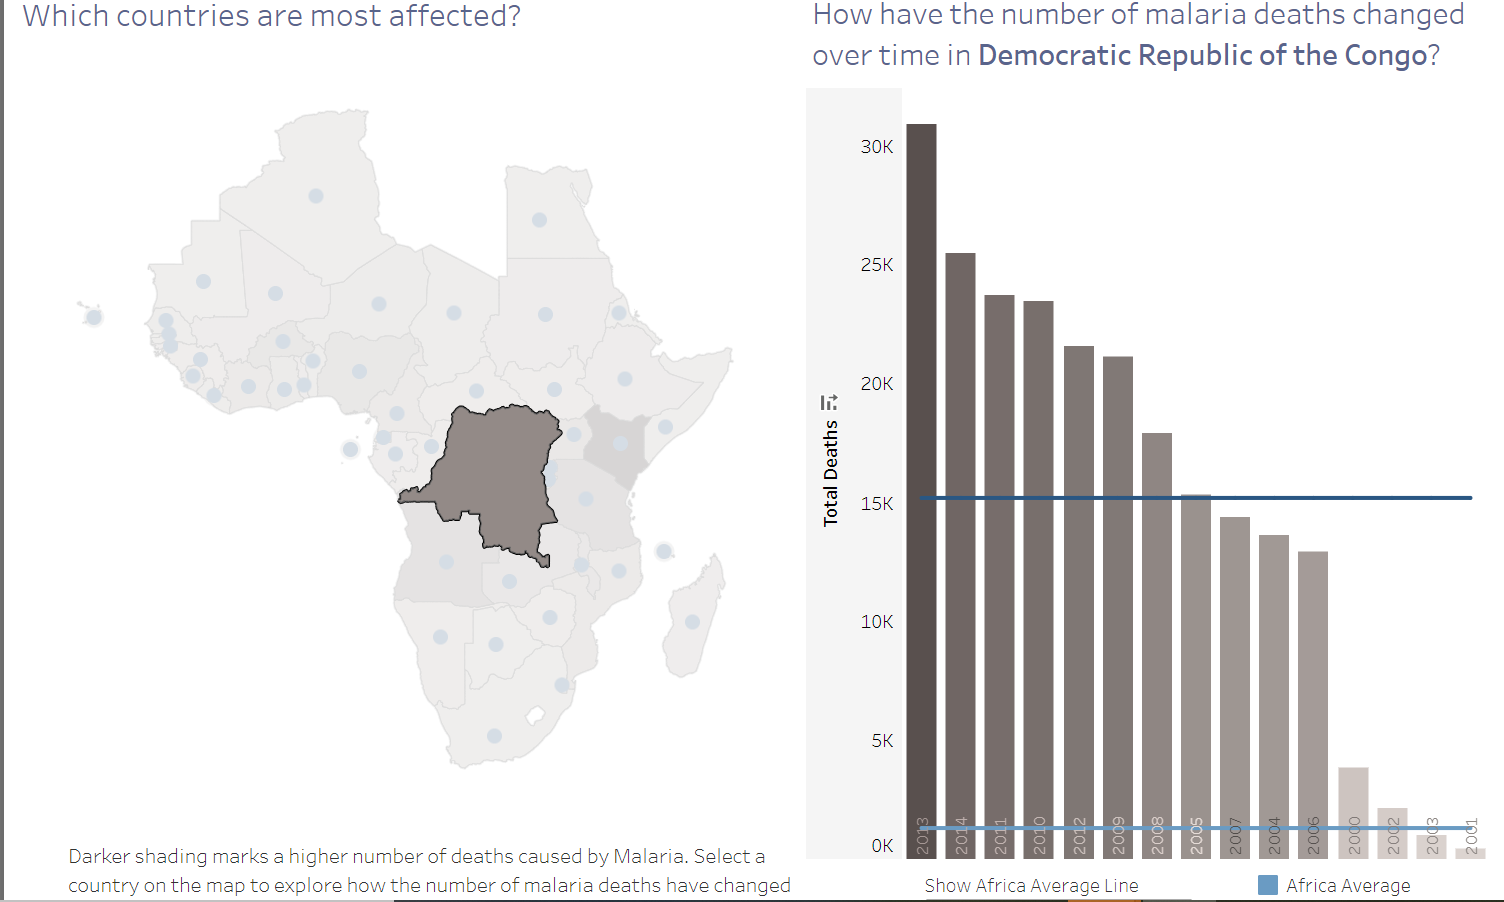 Which countries are most affected?
How have the number of malaria deaths changed
over time in Democratic Republic of the Congo?
30K
25K
20K
15K
10K
5K
0K
Total Deaths
2013
2014
2011
2010
2012
2009
2008
2005
2007
2004
2006
2000
2002
2003
2001
Darker shading marks a higher number of deaths caused by Malaria. Select a
country on the map to explore how the number of malaria deaths have changed
Show Africa Average Line
Africa Average